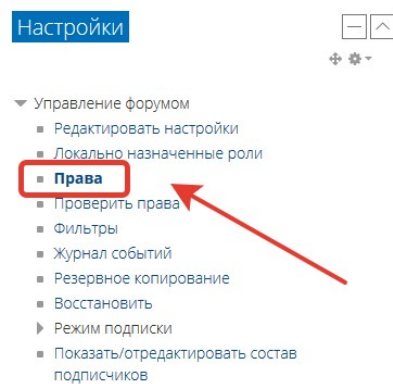 Настройки
Управление форумом
Редактировать настройки
Локально назначенные роли
Права
Проверить права
Фильтры
Журнал событий
Резервное копирование
Восстановить
Режим подписки
Показать/отредактировать состав
подписчиков